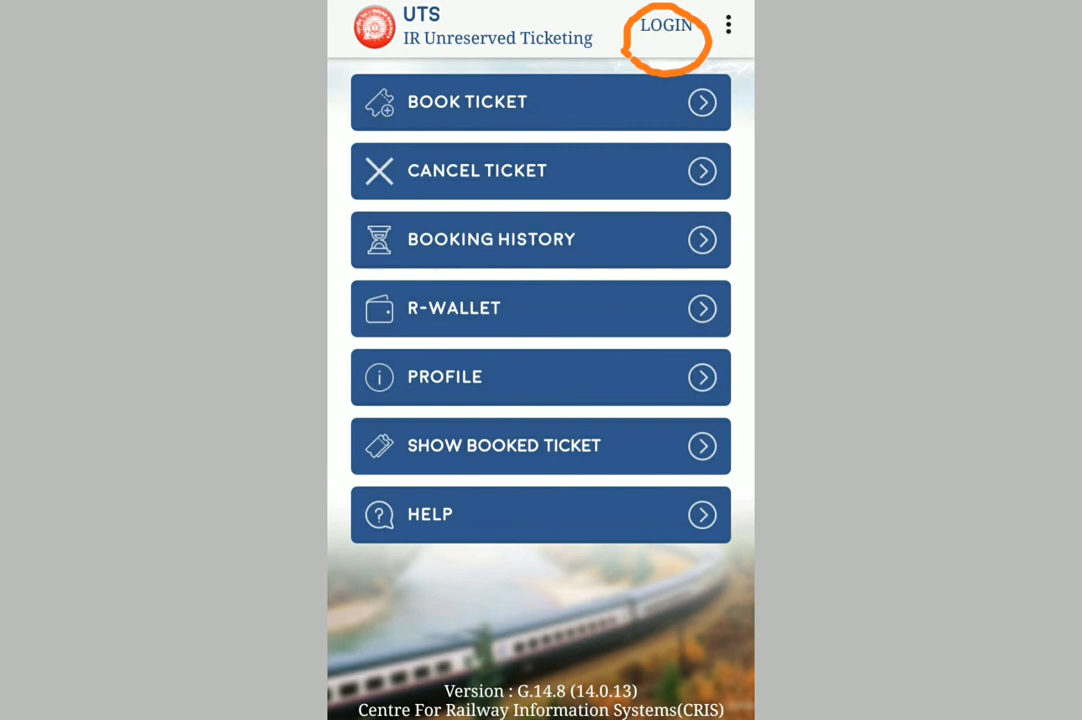 UTS
IR Unreserved Ticketing
LOGIN
BOOK TICKET
CANCEL TICKET
BOOKING HISTORY
R-WALLET
PROFILE
SHOW BOOKED TICKET
HELP
Version : G.14.8 (14.0.13)
Centre For Railway Information Systems(CRIS)